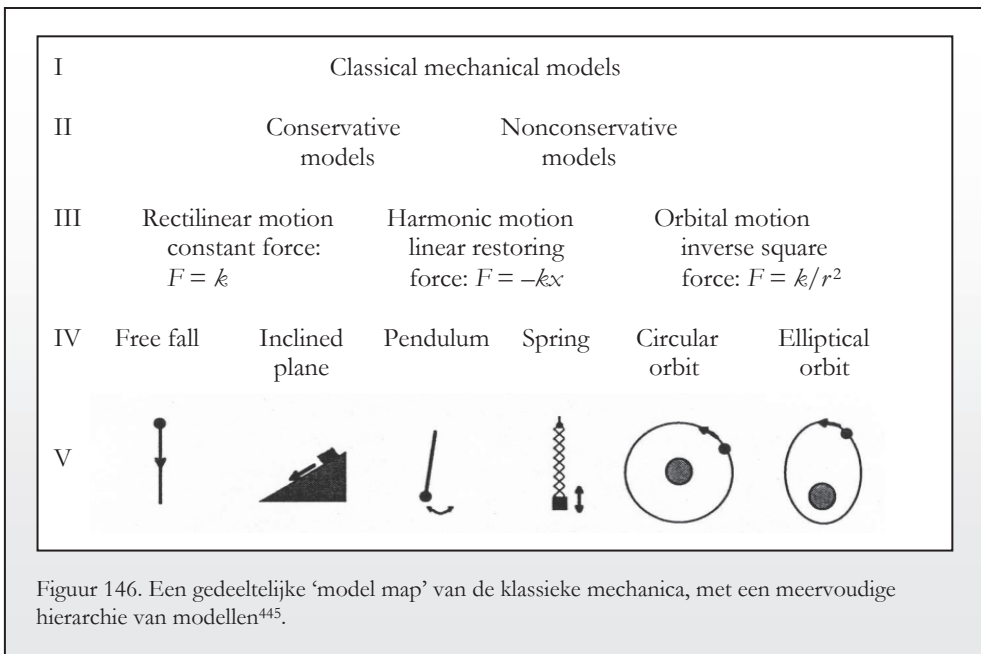 I Classical mechanical models
II Conservative models Nonconservative models
III Rectilinear motion constant force: F = k Harmonic motion linear restoring force: F = –kx Orbital motion inverse square force: F = k/r²
IV Free fall Inclined plane Pendulum Spring Circular orbit Elliptical orbit
V
Figuur 146. Een gedeeltelijke ‘model map’ van de klassieke mechanica, met een meervoudige
hierarchie van modellen⁴⁴⁵.